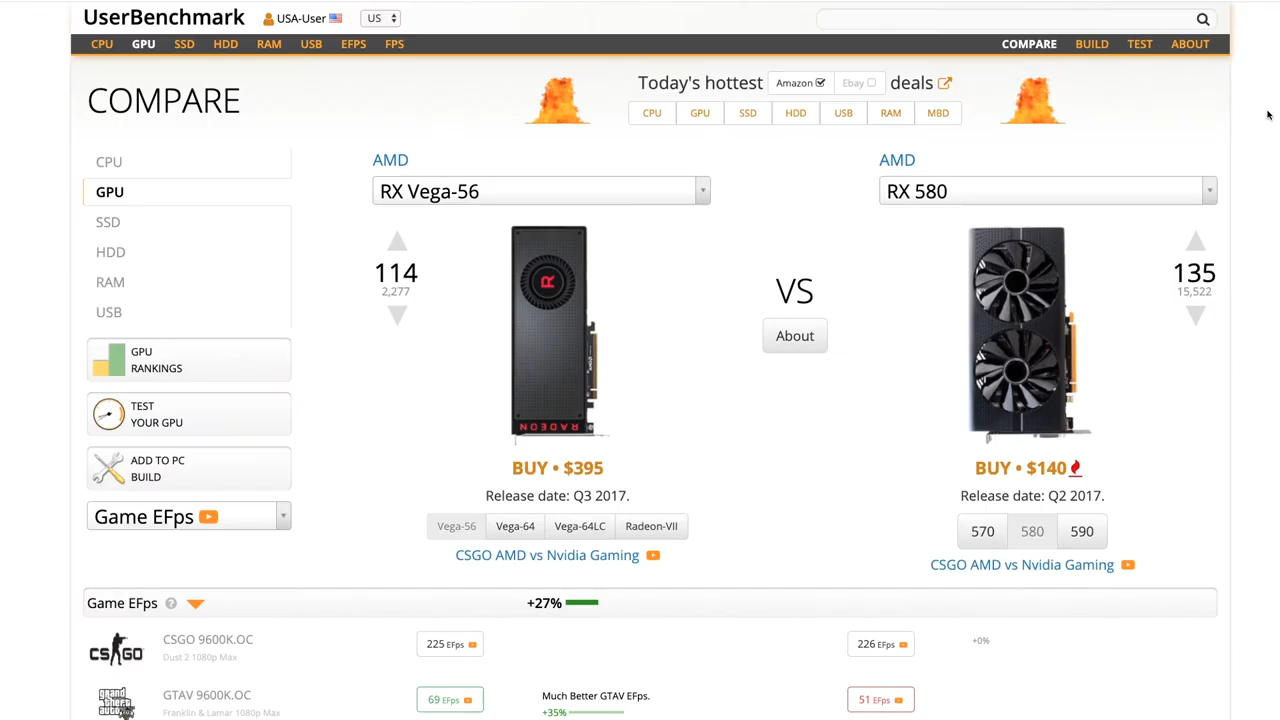 UserBenchmark USA-User US
CPU GPU SSD HDD RAM USB EFPS FPS COMPARE BUILD TEST ABOUT
COMPARE
Today's hottest Amazon Ebay deals
CPU GPU SSD HDD USB RAM MBD
CPU
GPU
SSD
HDD
RAM
USB
GPU
RANKINGS
TEST
YOUR GPU
ADD TO PC
BUILD
Game EFps
AMD
RX Vega-56
114
2,277
RADEON
BUY • $395
Release date: Q3 2017.
Vega-56 Vega-64 Vega-64LC Radeon-VII
CSGO AMD vs Nvidia Gaming
VS
About
AMD
RX 580
135
15,522
BUY • $140
Release date: Q2 2017.
570 580 590
CSGO AMD vs Nvidia Gaming
Game EFps ? +27%
CS:GO CSGO 9600K.OC 225 EFps 226 EFps +0%
Dust 2 1080p Max
grand theft auto GTAV 9600K.OC 69 EFps Much Better GTAV EFps. 51 EFps
Franklin & Lamar 1080p Max +35%